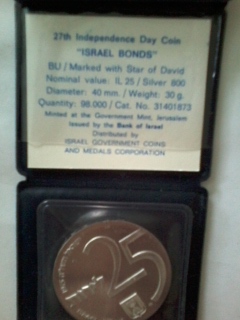 27th Independence Day Coin
"ISRAEL BONDS"
BU / Marked with Star of David
Nominal value: IL 25 / Silver 800
Diameter: 40 mm. / Weight: 30 g.
Quantity: 98.000 / Cat. No. 31401873
Minted at the Government Mint, Jerusalem
Issued by the Bank of Israel
Distributed by
ISRAEL GOVERNMENT COINS
AND MEDALS CORPORATION
25